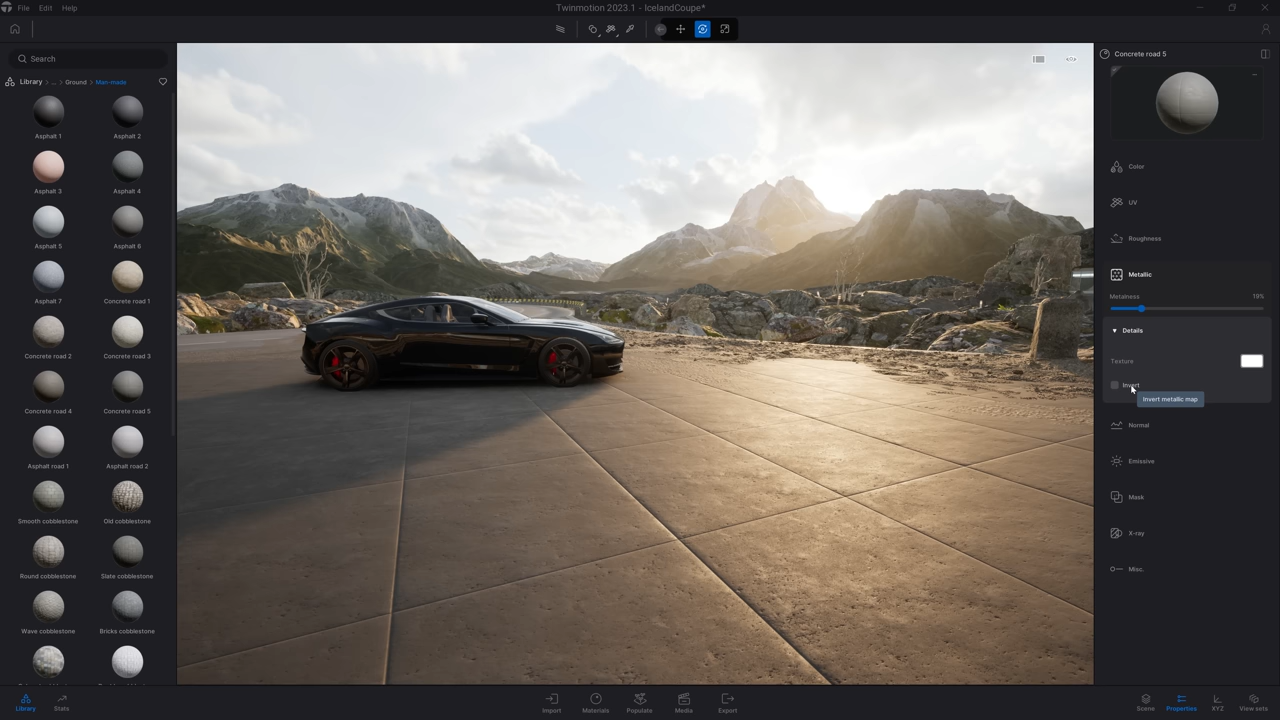 File Edit Help
Twinmotion 2023.1 - IcelandCoupe*
Search
Library > ... > Ground > Man-made
Asphalt 1
Asphalt 2
Asphalt 3
Asphalt 4
Asphalt 5
Asphalt 6
Asphalt 7
Concrete road 1
Concrete road 2
Concrete road 3
Concrete road 4
Concrete road 5
Asphalt road 1
Asphalt road 2
Smooth cobblestone
Old cobblestone
Round cobblestone
Slate cobblestone
Wave cobblestone
Bricks cobblestone
Concrete road 5
Color
UV
Roughness
Metallic
Metalness 19%
Details
Texture
Invert
Invert metallic map
Normal
Emissive
Mask
X-ray
Misc.
Library
Stats
Import
Materials
Populate
Media
Export
Scene
Properties
XYZ
View sets